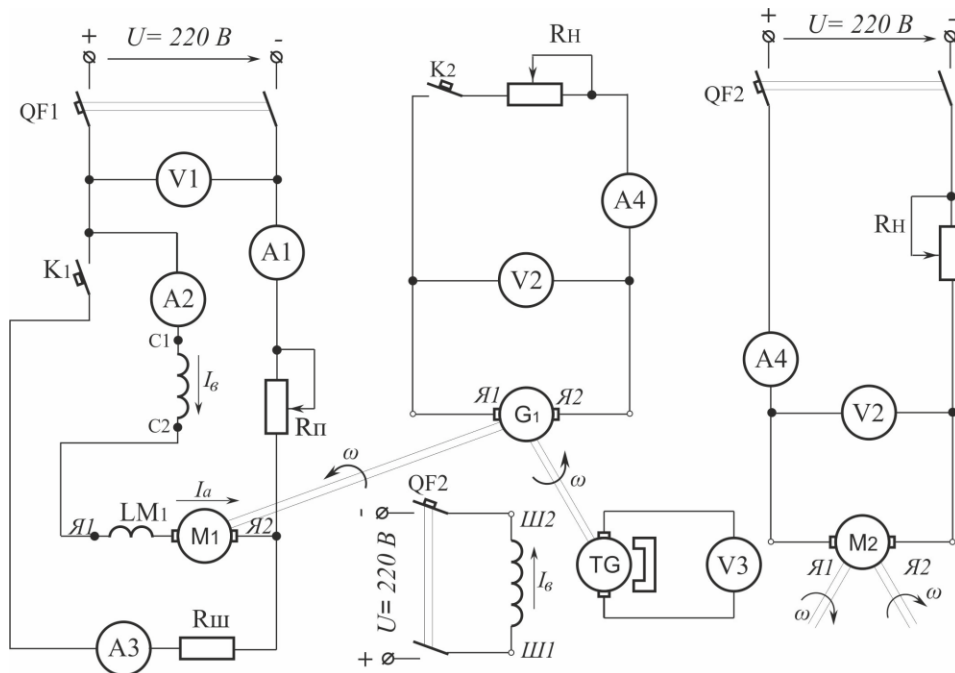 + U= 220 В -
QF1
V1
K1
A2
A1
C1
Iв
C2
Rп
Iа
Я1 LM1 M1 Я2
ω
A3 Rш
K2 Rн
A4
V2
Я1 G1 Я2
ω
QF2
- Ш2
U= 220 В
Iв
+ Ш1
TG V3
+ U= 220 В -
QF2
Rн
A4
V2
Я1 M2 Я2
ω ω